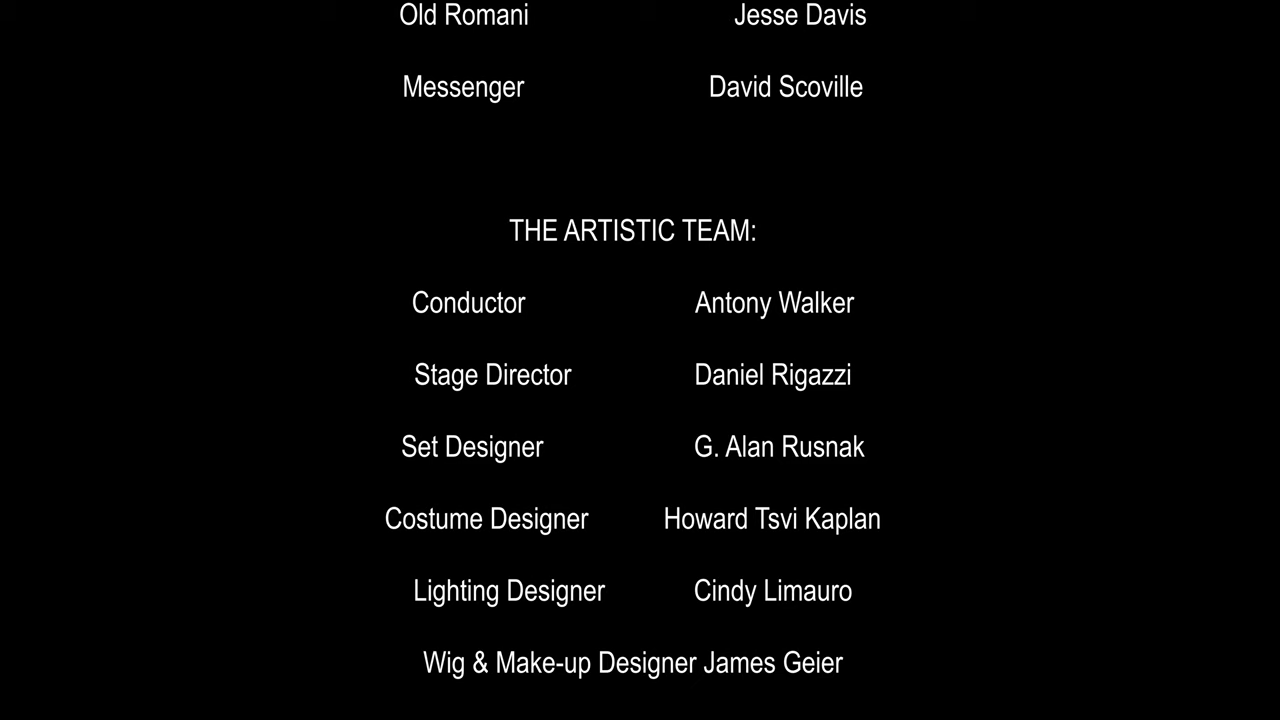 Old Romani Jesse Davis
Messenger David Scoville
THE ARTISTIC TEAM:
Conductor Antony Walker
Stage Director Daniel Rigazzi
Set Designer G. Alan Rusnak
Costume Designer Howard Tsvi Kaplan
Lighting Designer Cindy Limauro
Wig & Make-up Designer James Geier